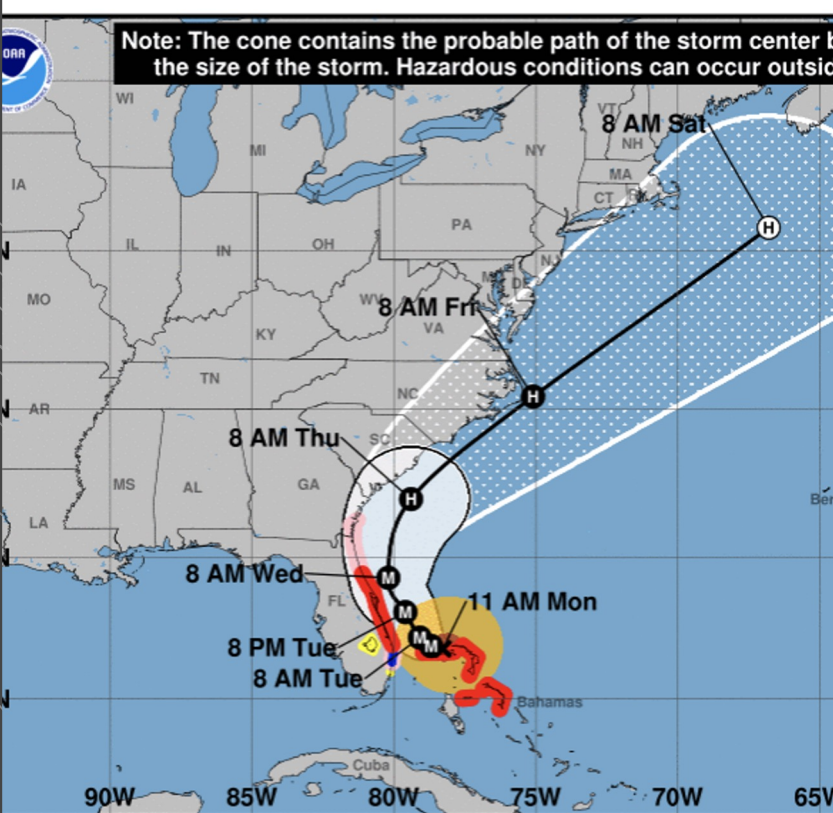 Note: The cone contains the probable path of the storm center b
the size of the storm. Hazardous conditions can occur outsid
WI
VT
8 AM Sat
NH
MI
NY
MA
IA
CT
PA
H
IL
IN
OH
NJ
N
MO
WV
8 AM Fri
VA
KY
TN
NC
H
AR
N
SC
8 AM Thu
MS
AL
GA
H
Ber
LA
N
8 AM Wed
M
FL
11 AM Mon
M
8 PM Tue
M
M
8 AM Tue
N
Bahamas
Cuba
90W
85W
80W
75W
70W
65W